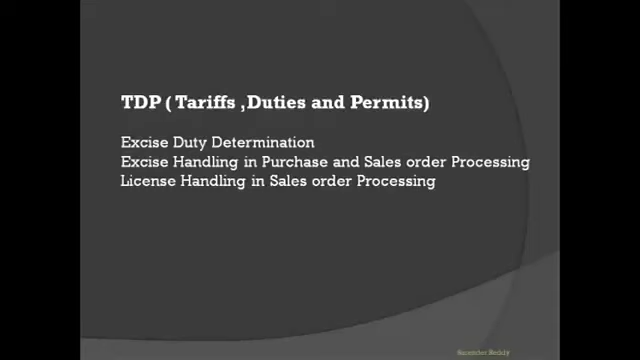 TDP ( Tariffs ,Duties and Permits)
Excise Duty Determination
Excise Handling in Purchase and Sales order Processing
License Handling in Sales order Processing
Reddy